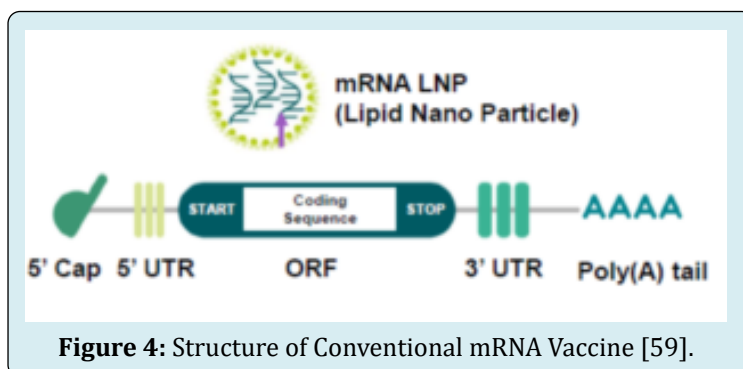 mRNA LNP
(Lipid Nano Particle)
START Coding Sequence STOP AAAA
5' Cap 5' UTR ORF 3' UTR Poly(A) tail
Figure 4: Structure of Conventional mRNA Vaccine [59].